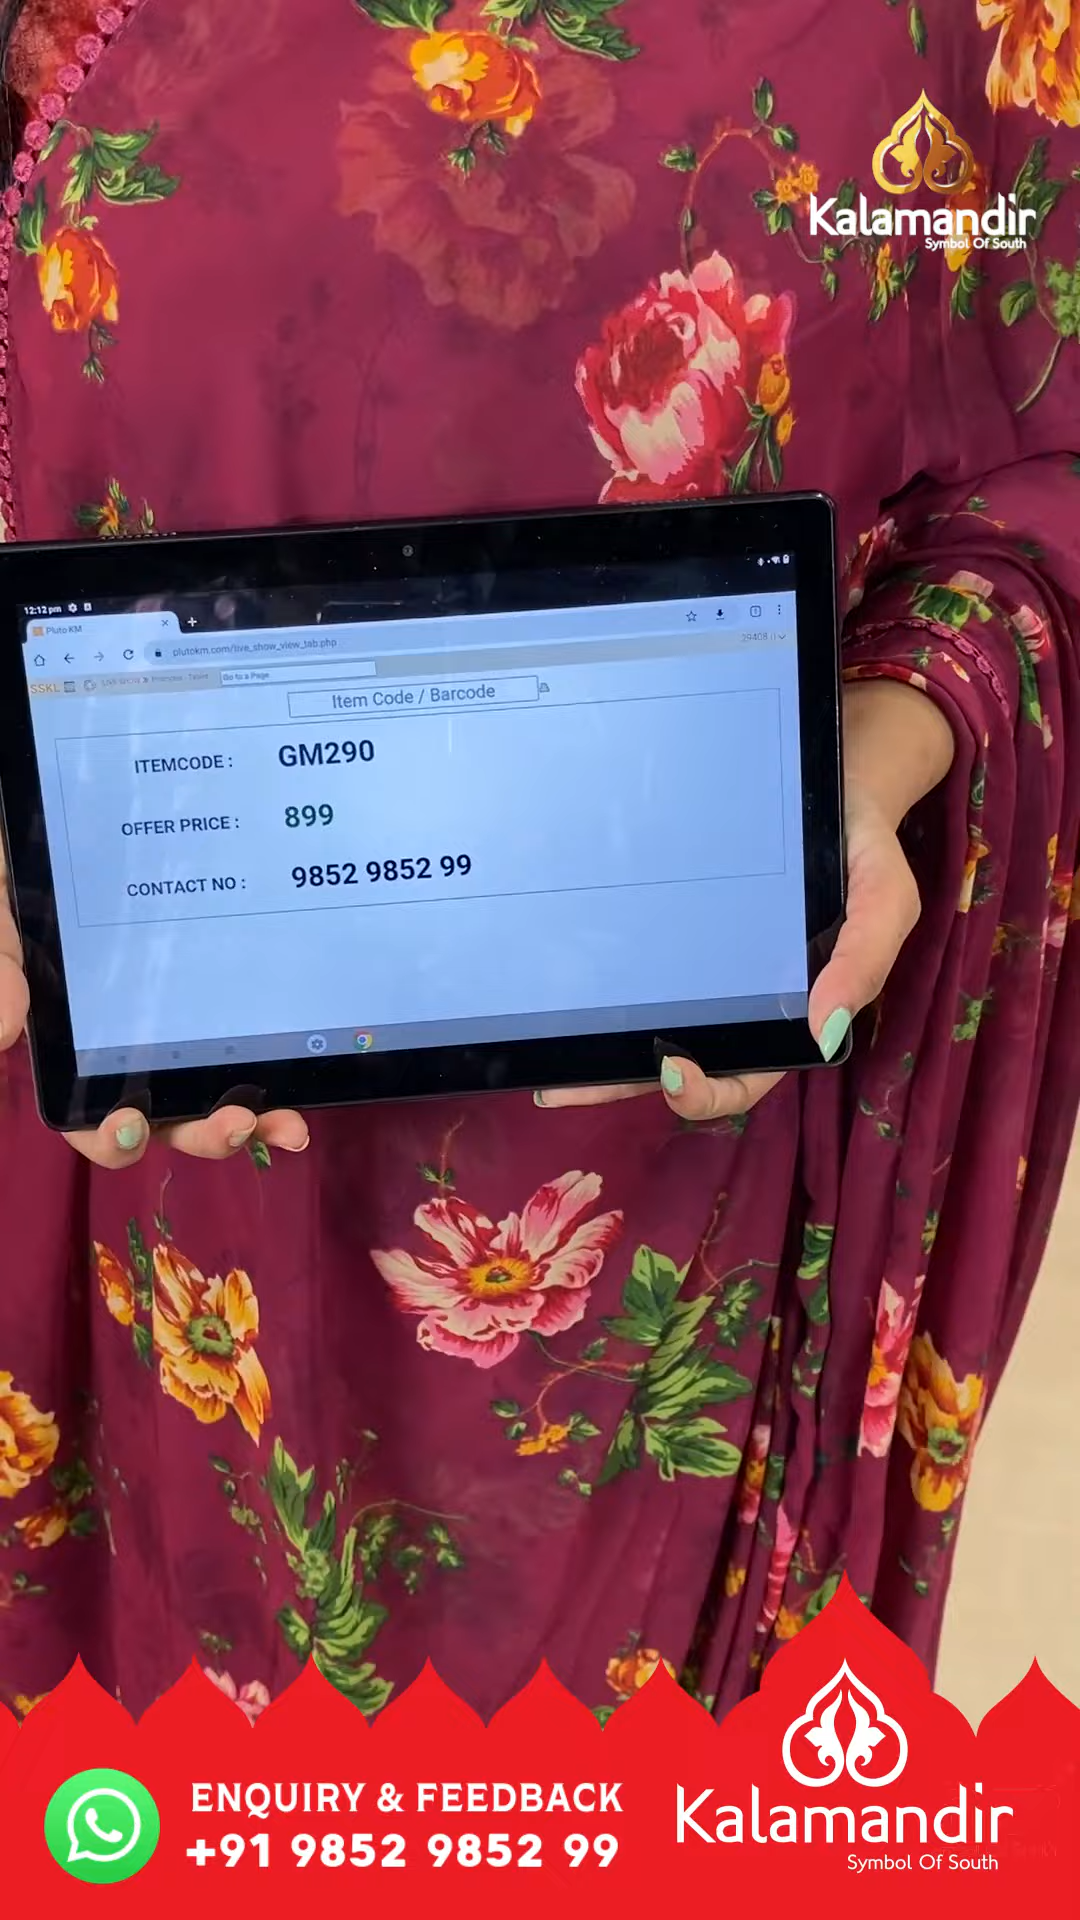 Kalamandir
Symbol Of South
12:12 pm
Pluto KM
plutokm.com/live_show_view_tab.php
29408
SSKL
Go to a Page
Item Code / Barcode
ITEMCODE : GM290
OFFER PRICE : 899
CONTACT NO : 9852 9852 99
ENQUIRY & FEEDBACK
+91 9852 9852 99
Kalamandir
Symbol Of South